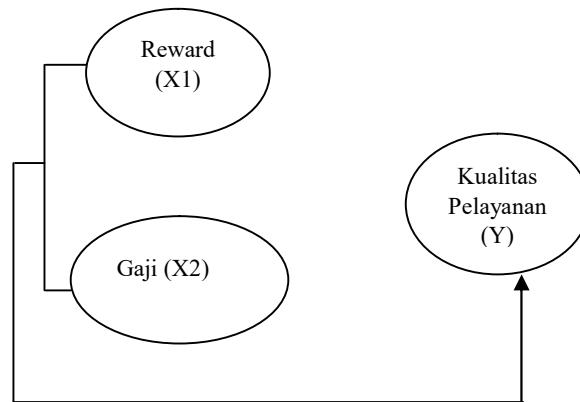 Reward
(X1)
Kualitas
Pelayanan
(Y)
Gaji (X2)